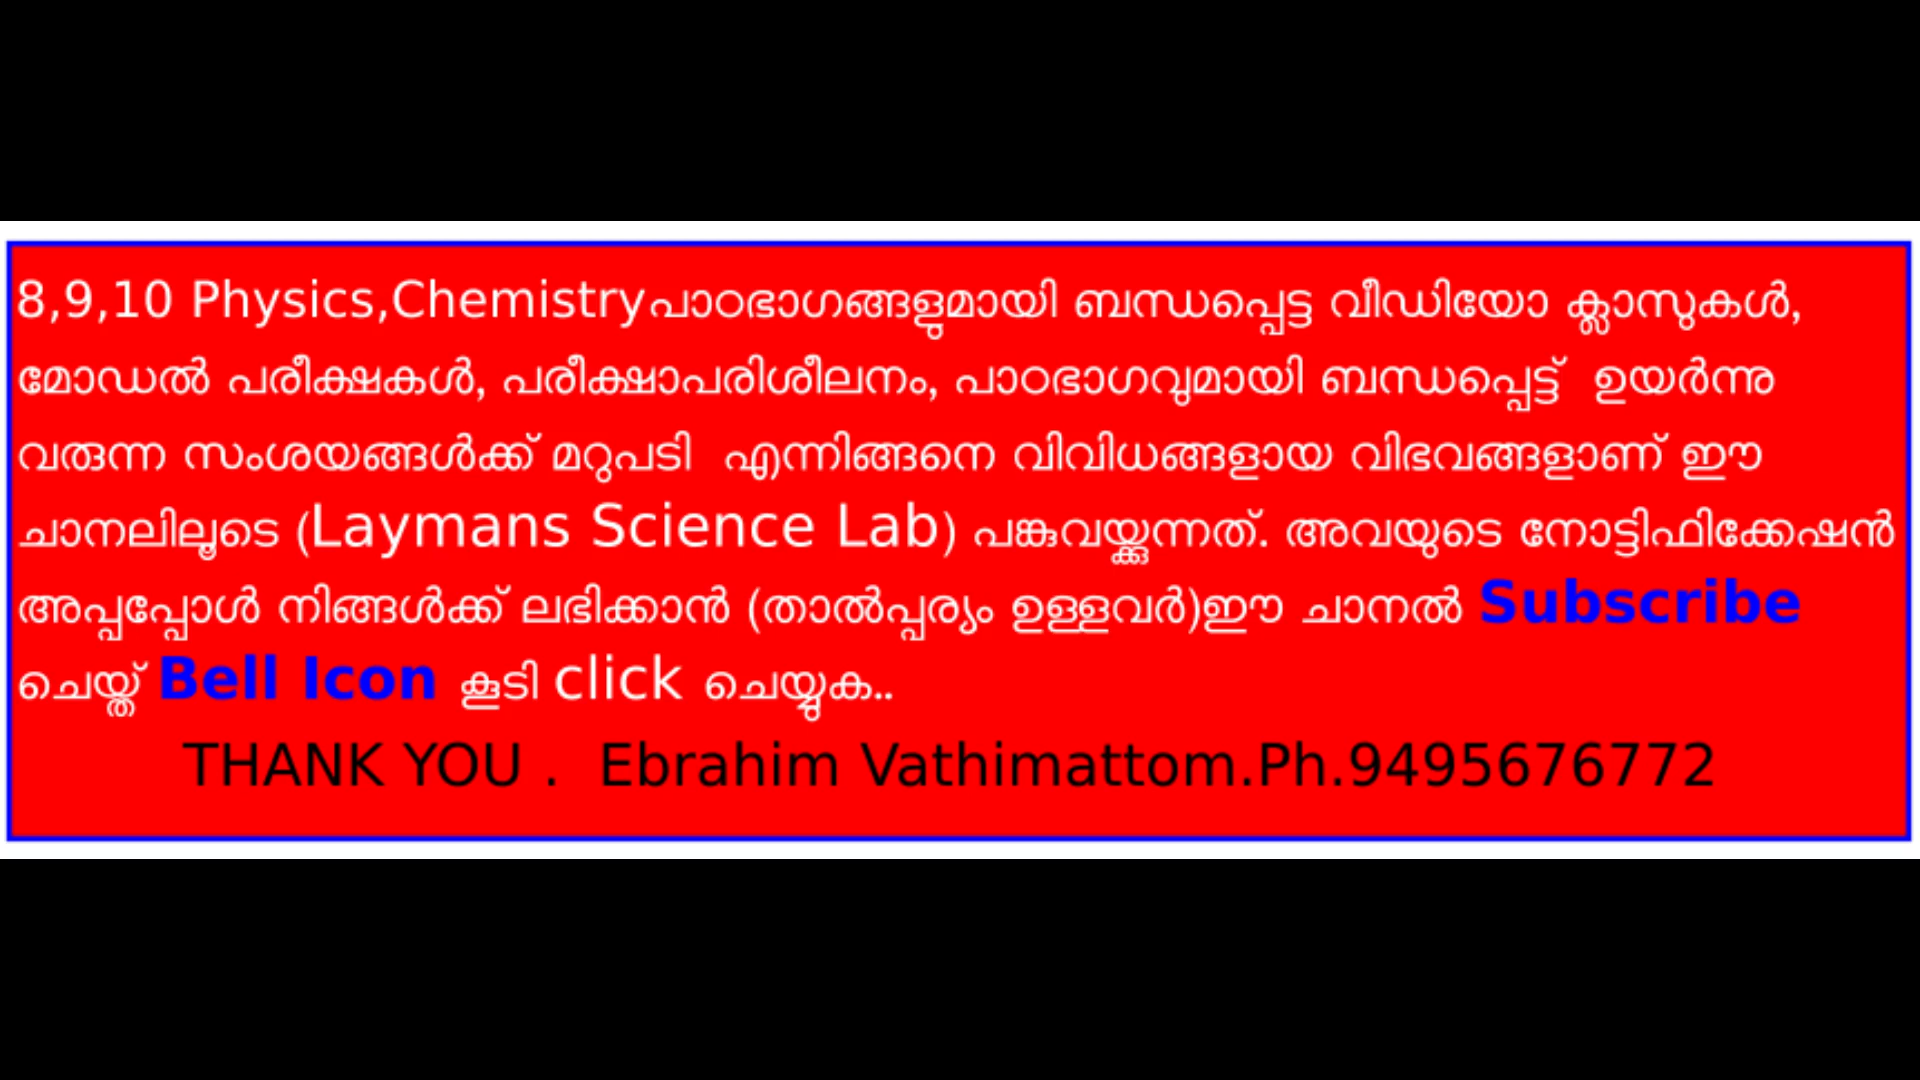 8,9,10 Physics,Chemistryപാഠഭാഗങ്ങളുമായി ബന്ധപ്പെട്ട വീഡിയോ ക്ലാസുകൾ,
മോഡൽ പരീക്ഷകൾ, പരീക്ഷാപരിശീലനം, പാഠഭാഗവുമായി ബന്ധപ്പെട്ട് ഉയർന്നു
വരുന്ന സംശയങ്ങൾക്ക് മറുപടി എന്നിങ്ങനെ വിവിധങ്ങളായ വിഭവങ്ങളാണ് ഈ
ചാനലിലൂടെ (Laymans Science Lab) പങ്കുവയ്ക്കുന്നത്. അവയുടെ നോട്ടിഫിക്കേഷൻ
അപ്പപ്പോൾ നിങ്ങൾക്ക് ലഭിക്കാൻ (താൽപ്പര്യം ഉള്ളവർ)ഈ ചാനൽ Subscribe
ചെയ്ത് Bell Icon കൂടി click ചെയ്യുക..
THANK YOU . Ebrahim Vathimattom.Ph.9495676772